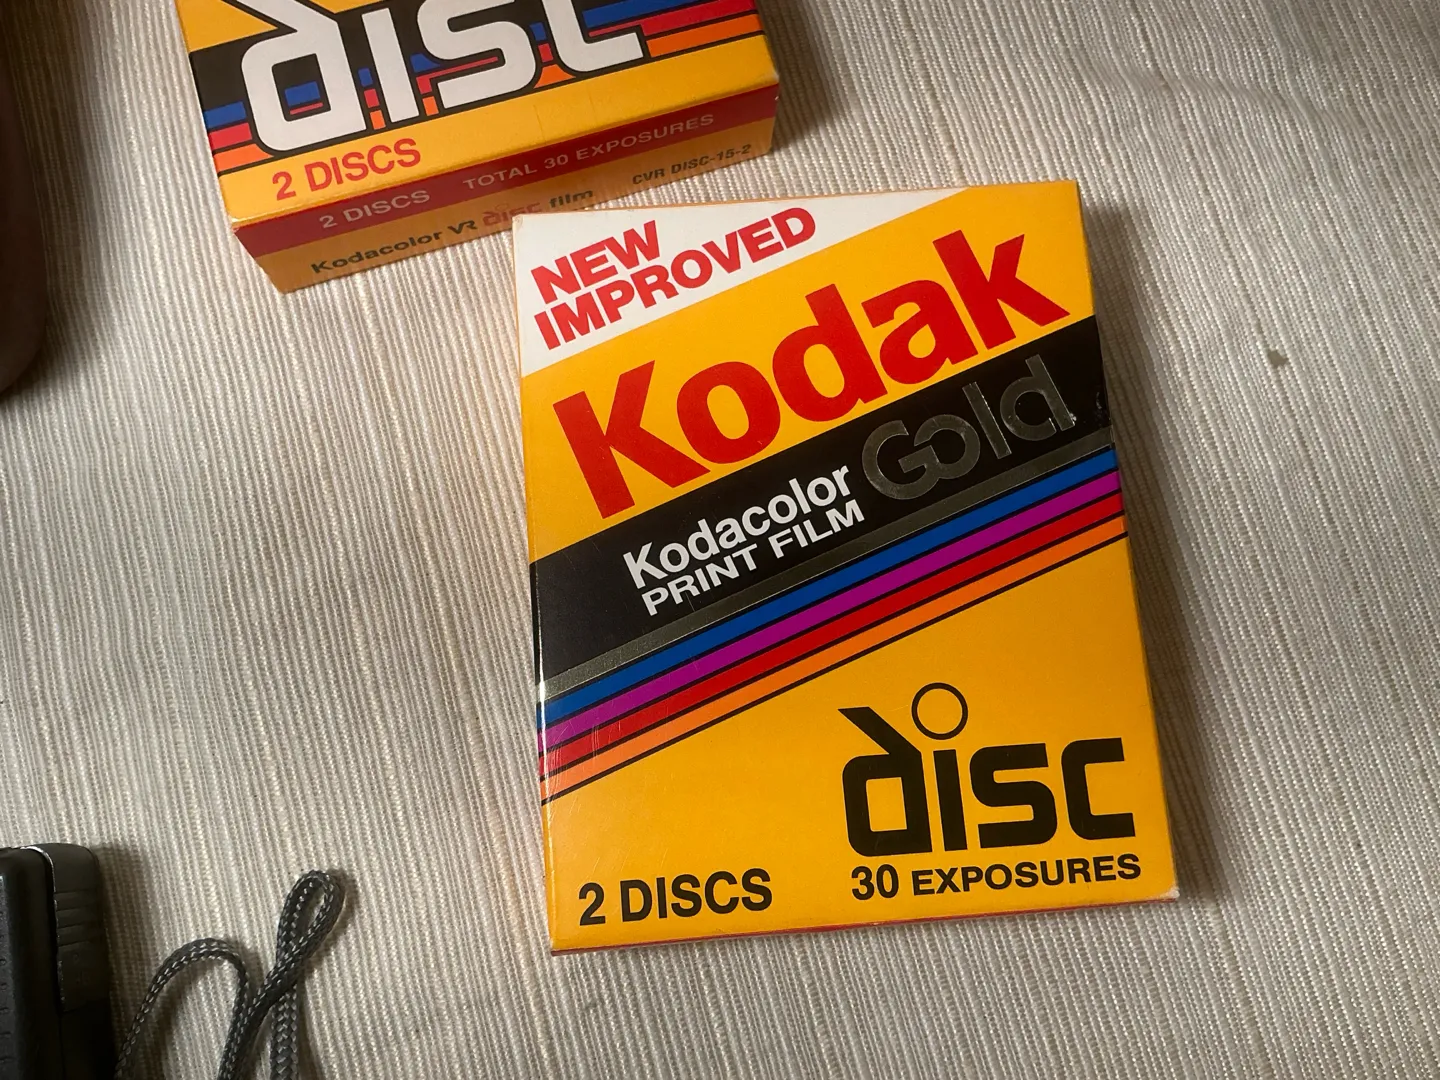 disc
2 DISCS
2 DISCS TOTAL 30 EXPOSURES
Kodacolor VR disc film CVR DISC-15-2
NEW
IMPROVED
Kodak
Kodacolor Gold
PRINT FILM
disc
2 DISCS 30 EXPOSURES